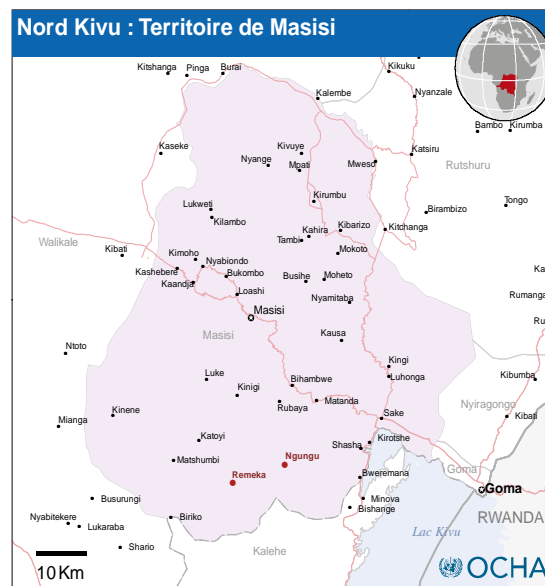 Nord Kivu : Territoire de Masisi
Kitshanga
Pinga
Burai
Kikuku
Kalembe
Nyanzale
Bambo
Kirumba
Kaseke
Kivuye
Nyange
Mpati
Mweso
Katsiru
Rutshuru
Lukweti
Kirumbu
Kilambo
Birambizo
Tongo
Walikale
Kibati
Kahira
Kibarizo
Tambi
Kitchanga
Kimoho
Nyabiondo
Mokoto
Kashebere
Bukombo
Kaandja
Busihe
Moheto
Ka
Loashi
Nyamitaba
Rumanga
Masisi
Ru
Masisi
Kausa
Ntoto
Kingi
Luhonga
Luke
Bihambwe
Kibumba
Kinigi
Rubaya
Matanda
Nyiragongo
Kinene
Sake
Kibati
Mianga
Katoyi
Shasha
Kirotshe
Matshumbi
Ngungu
Goma
Remeka
Bweremana
Goma
Busurungi
Minova
Bishange
Biriko
RWANDA
Nyabitekere
Lukaraba
Lac Kivu
Shario
Kalehe
10 Km
OCHA